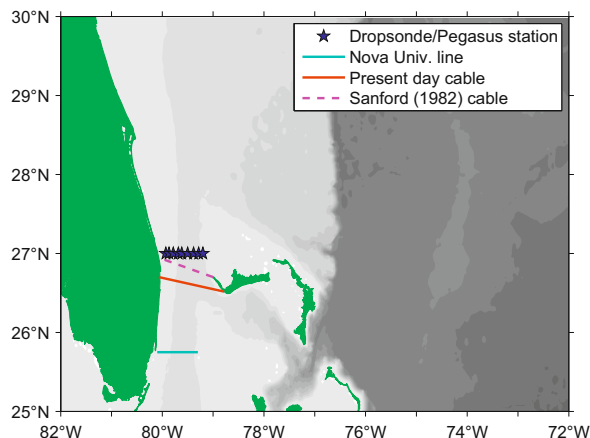 30°N
29°N
28°N
27°N
26°N
25°N
82°W
80°W
78°W
76°W
74°W
72°W
Dropsonde/Pegasus station
Nova Univ. line
Present day cable
Sanford (1982) cable